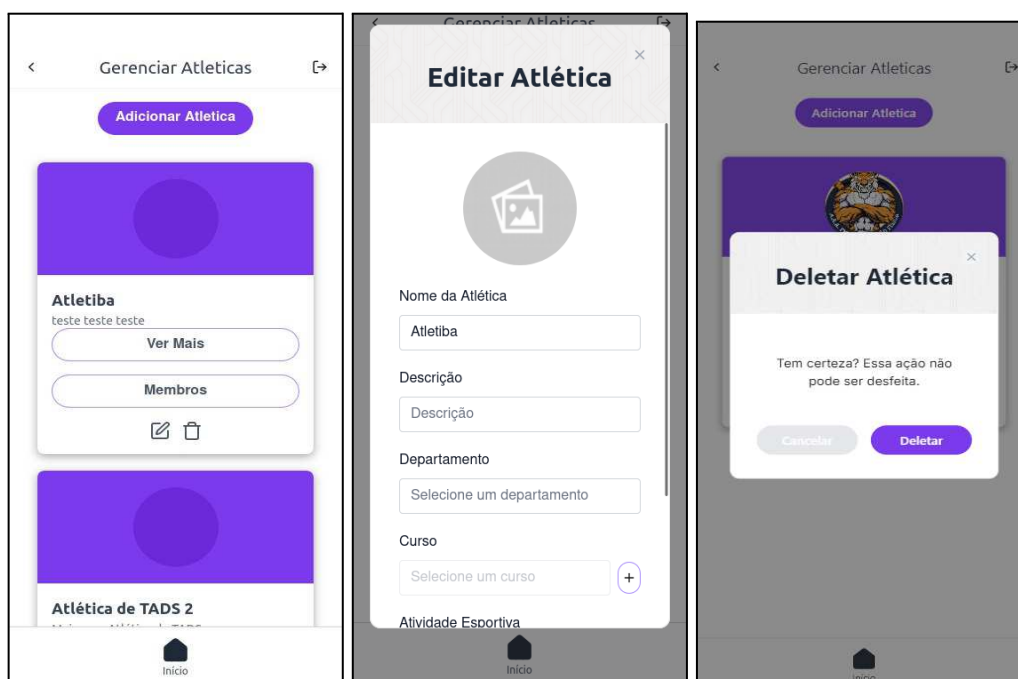 Gerenciar Atleticas
Adicionar Atletica
Atletiba
teste teste teste
Ver Mais
Membros
Atlética de TADS 2
Início
Gerenciar Atleticas
Editar Atlética
Nome da Atlética
Atletiba
Descrição
Descrição
Departamento
Selecione um departamento
Curso
Selecione um curso
+
Atividade Esportiva
Início
Gerenciar Atleticas
Adicionar Atletica
Deletar Atlética
Tem certeza? Essa ação não
pode ser desfeita.
Cancelar
Deletar
Início